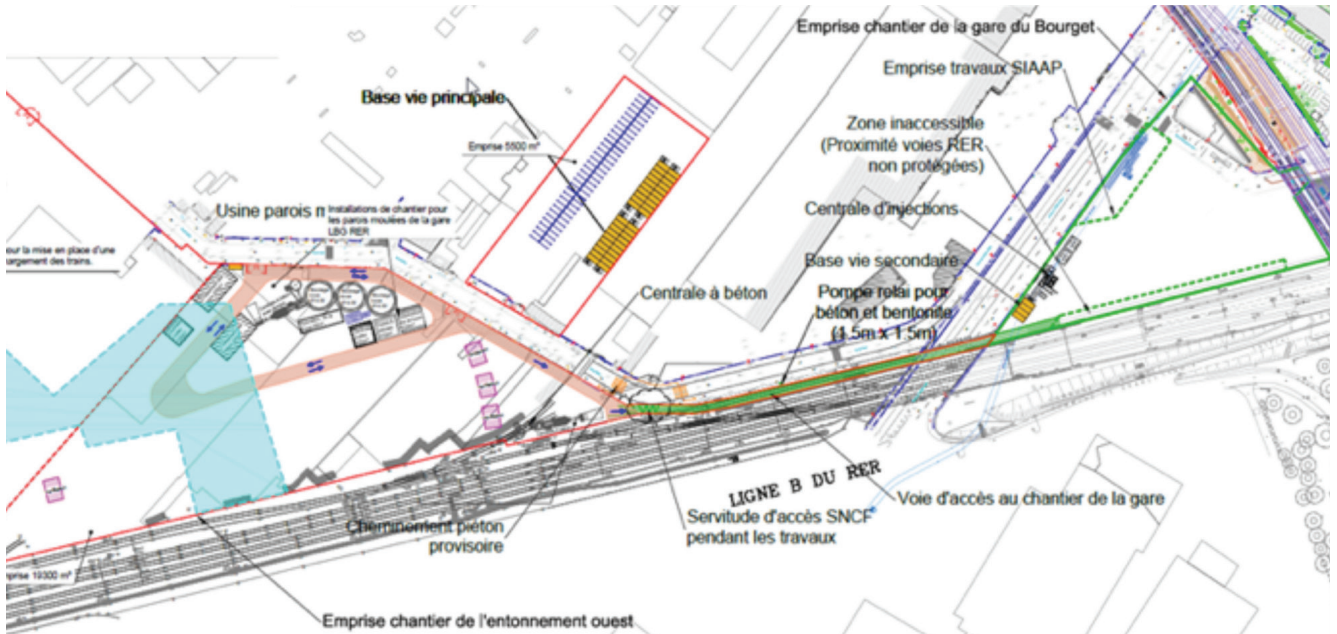 Emprise chantier de la gare du Bourget
Emprise travaux SIAAP
Zone inaccessible
(Proximité voies RER
non protégées)
Centrale d'injections
Base vie secondaire
Pompe relai pour
béton et bentonite
(1.5m x 1.5m)
Base vie principale
Emprise 5500 m²
Usine parois m
Installations de chantier pour
les parois moulées de la gare
LBG RER
our la mise en place d'une
argement des trains.
Centrale à béton
LIGNE B DU RER
Voie d'accès au chantier de la gare
Servitude d'accès SNCF
pendant les travaux
Cheminement piéton
provisoire
mprise 19300 m²
Emprise chantier de l'entonnement ouest